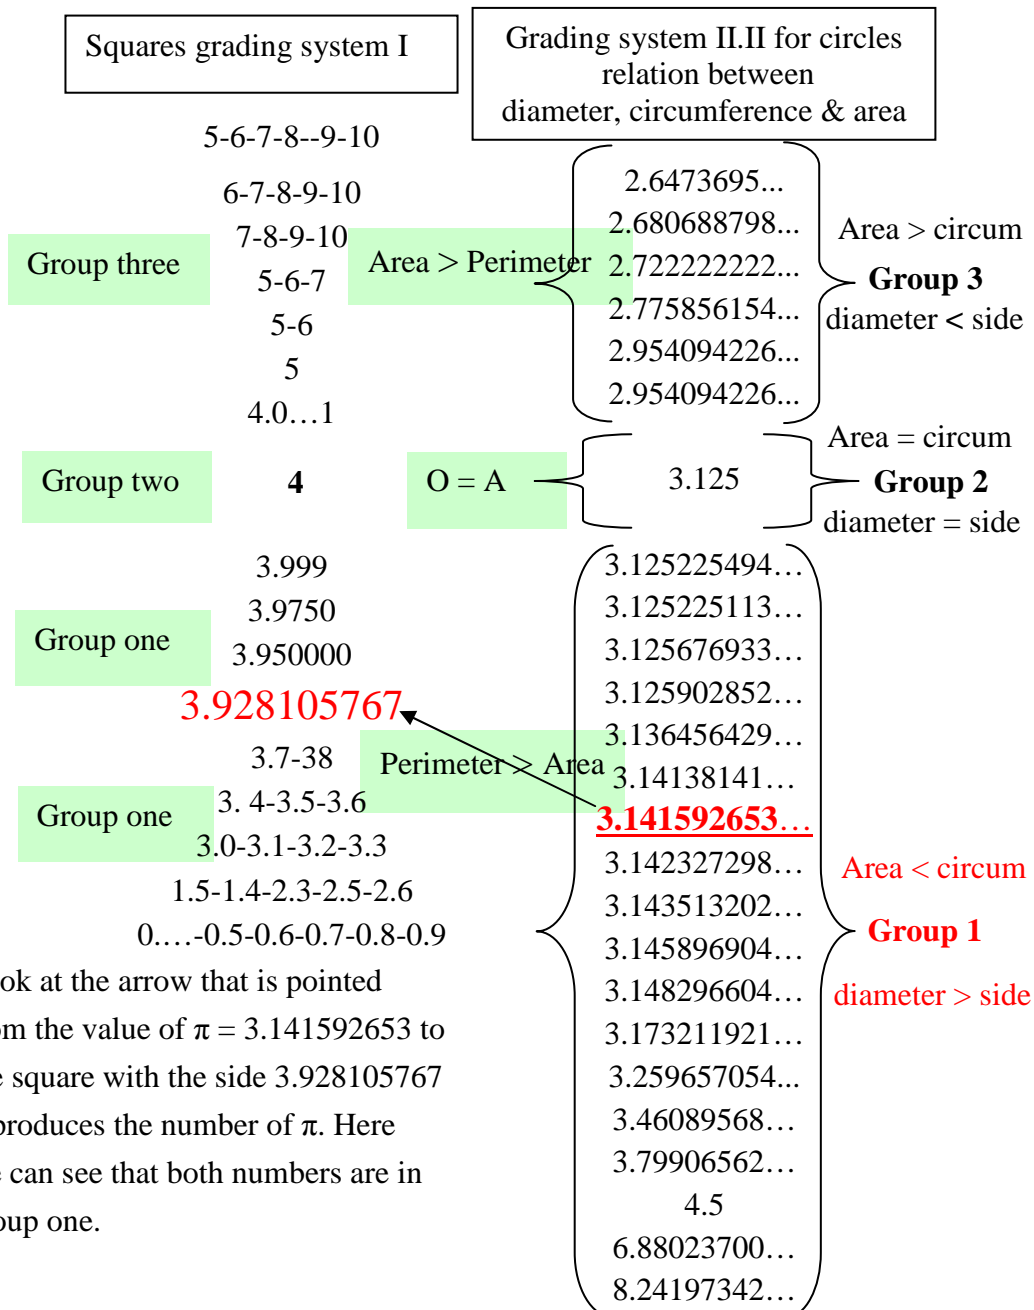 Squares grading system I
Grading system II.II for circles
relation between
diameter, circumference & area
5-6-7-8--9-10
6-7-8-9-10
7-8-9-10
Group three
5-6-7
5-6
5
4.0…1
Area > Perimeter
2.6473695...
2.680688798...
2.722222222...
2.775856154...
2.954094226...
2.954094226...
Area > circum
Group 3
diameter < side
Group two
4
O = A
3.125
Area = circum
Group 2
diameter = side
3.999
3.9750
Group one
3.950000
3.928105767
3.7-38
Perimeter > Area
Group one
3. 4-3.5-3.6
3.0-3.1-3.2-3.3
1.5-1.4-2.3-2.5-2.6
0.…-0.5-0.6-0.7-0.8-0.9
3.125225494…
3.125225113…
3.125676933…
3.125902852…
3.136456429…
3.14138141…
3.141592653…
3.142327298…
3.143513202…
3.145896904…
3.148296604…
3.173211921…
3.259657054...
3.46089568…
3.79906562…
4.5
6.88023700…
8.24197342…
Area < circum
Group 1
diameter > side
ok at the arrow that is pointed
om the value of π = 3.141592653 to
e square with the side 3.928105767
produces the number of π. Here
e can see that both numbers are in
oup one.